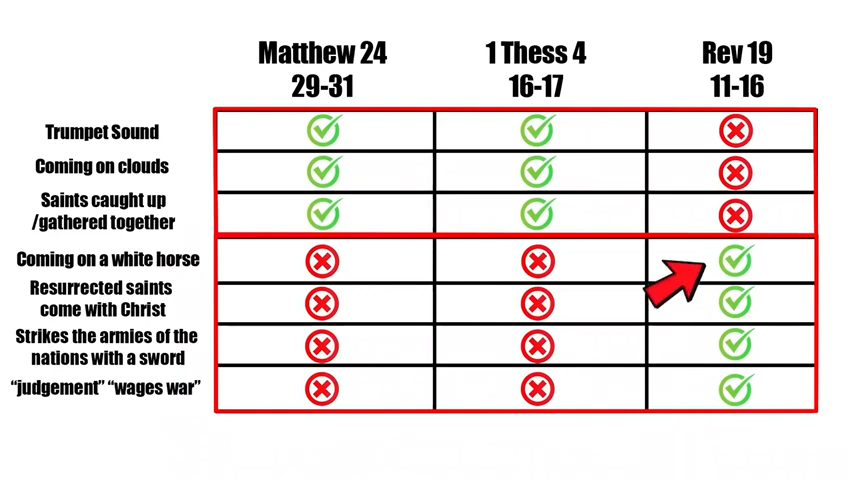 Matthew 24
29-31
1 Thess 4
16-17
Rev 19
11-16
Trumpet Sound
Coming on clouds
Saints caught up
/gathered together
Coming on a white horse
Resurrected saints
come with Christ
Strikes the armies of the
nations with a sword
“judgement” “wages war”